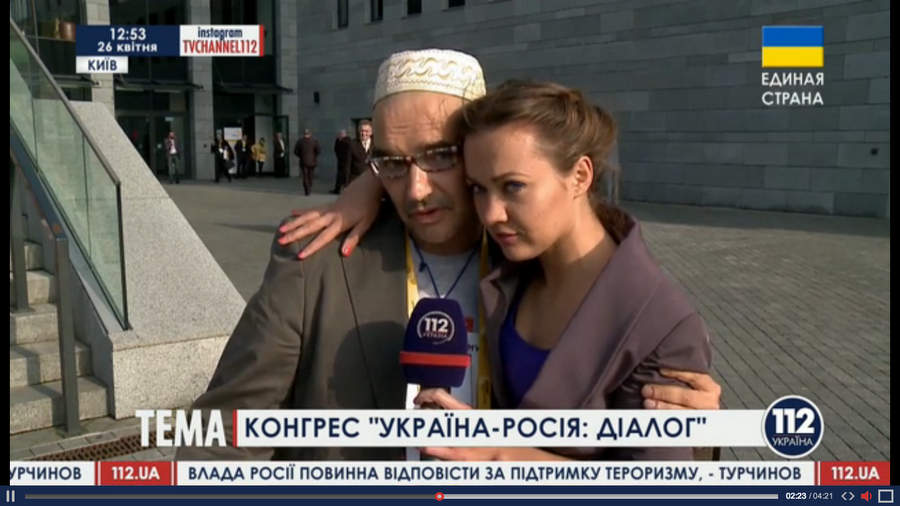 12:53
26 КВІТНЯ
КИЇВ
instagram
TVCHANNEL112
ЕДИНАЯ
СТРАНА
112
УКРАЇНА
ТЕМА
КОНГРЕС "УКРАЇНА-РОСІЯ: ДІАЛОГ"
112
УКРАЇНА
ТУРЧИНОВ 112.UA ВЛАДА РОСІЇ ПОВИННА ВІДПОВІСТИ ЗА ПІДТРИМКУ ТЕРОРИЗМУ, - ТУРЧИНОВ 112.UA
02:23 / 04:21